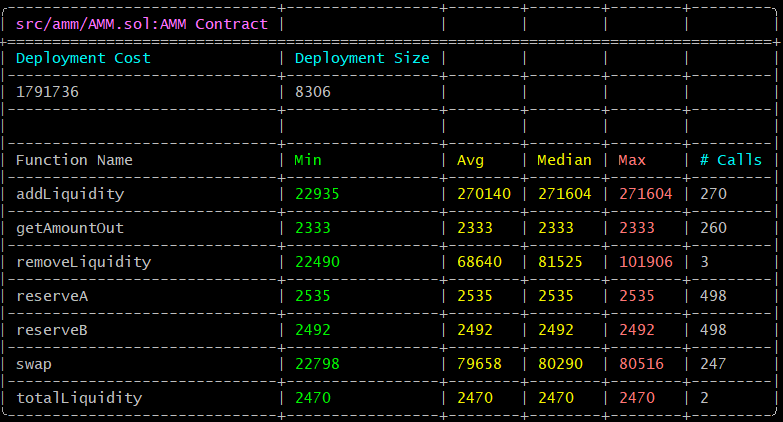 src/amm/AMM.sol:AMM Contract
Deployment Cost | Deployment Size
1791736 | 8306
Function Name | Min | Avg | Median | Max | # Calls
addLiquidity | 22935 | 270140 | 271604 | 271604 | 270
getAmountOut | 2333 | 2333 | 2333 | 2333 | 260
removeLiquidity | 22490 | 68640 | 81525 | 101906 | 3
reserveA | 2535 | 2535 | 2535 | 2535 | 498
reserveB | 2492 | 2492 | 2492 | 2492 | 498
swap | 22798 | 79658 | 80290 | 80516 | 247
totalLiquidity | 2470 | 2470 | 2470 | 2470 | 2